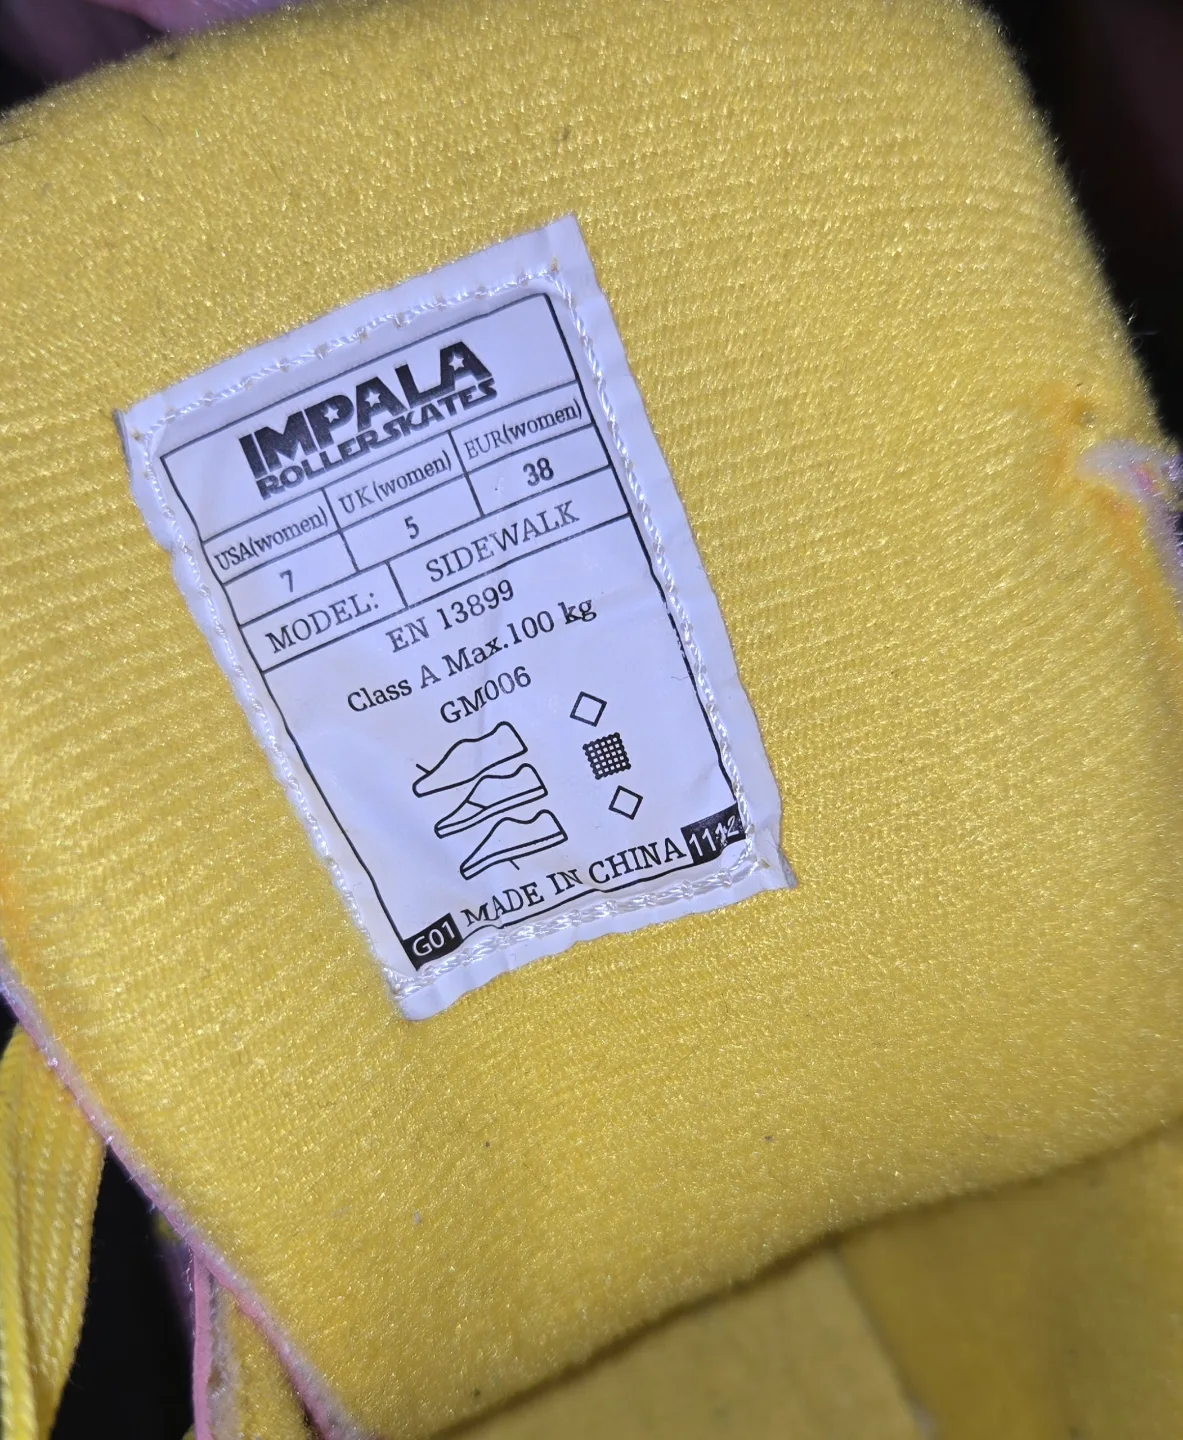 IMPALA
ROLLERSKATES
USA(women) UK(women) EUR(women)
7 5 38
MODEL: SIDEWALK
EN 13899
Class A Max.100 kg
GM006
G01 MADE IN CHINA